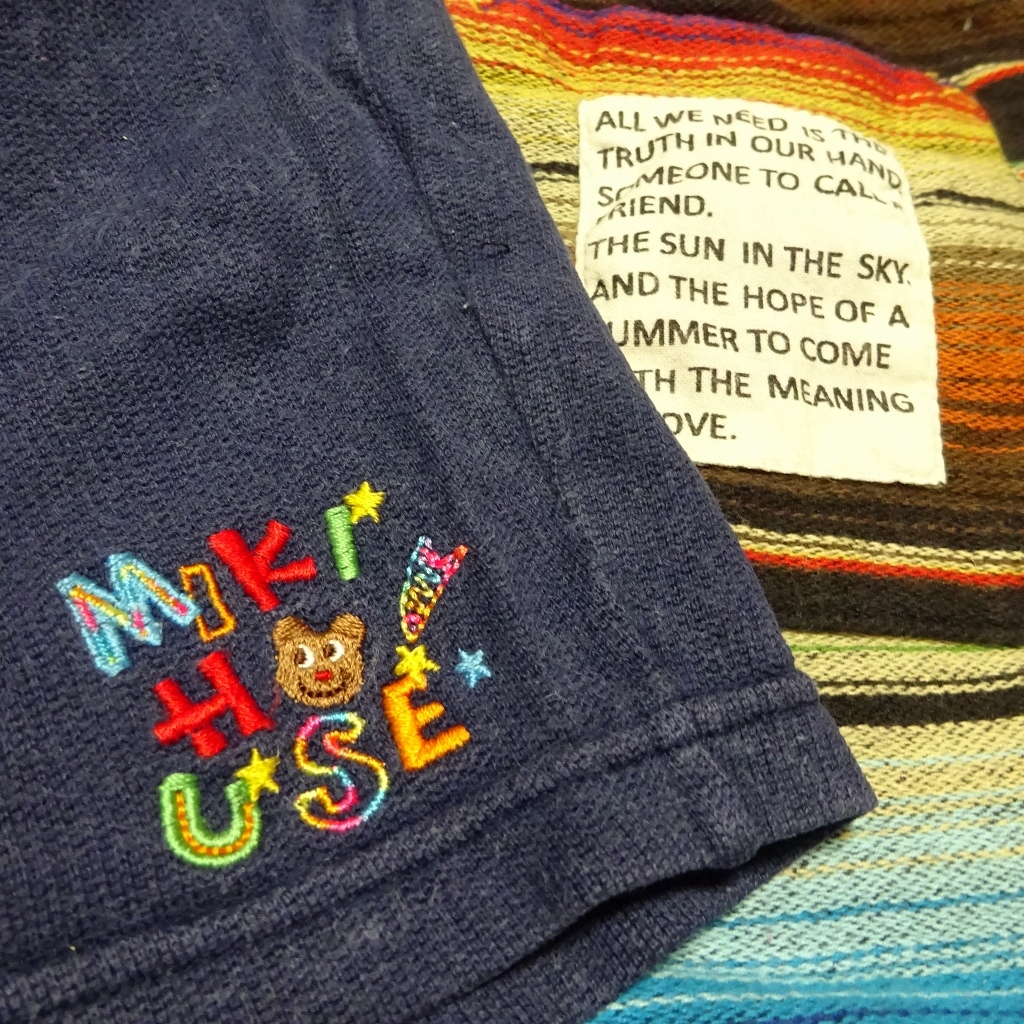 MIKI
HOUSE
ALL WE NEED IS THE
TRUTH IN OUR HAND
SOMEONE TO CALL
FRIEND.
THE SUN IN THE SKY.
AND THE HOPE OF A
UMMER TO COME
TH THE MEANING
OVE.